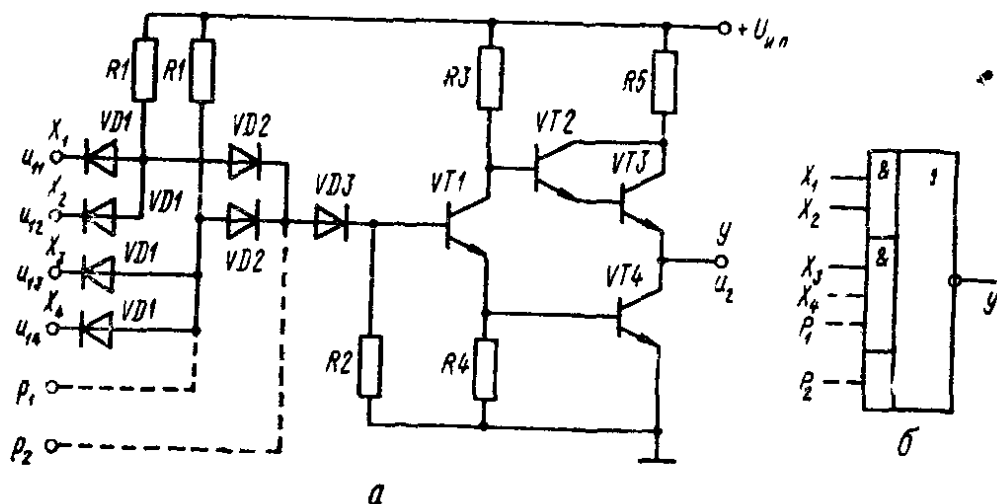 + Uип
R1
R1
R3
R5
X1
VD1
VD2
VT2
u11
X2
VT3
VD1
VD3
VT1
u12
X3
VD1
VD2
y
u13
u2
X4
VD1
VT4
u14
R2
R4
P1
P2
а
& 1
X1
X2
&
X3
X4
P1
y
P2
б